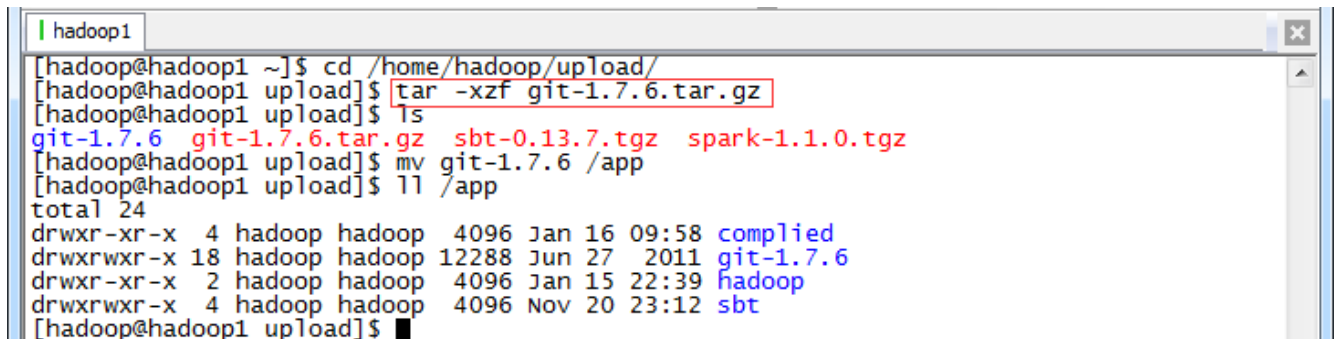 hadoop1
[hadoop@hadoop1 ~]$ cd /home/hadoop/upload/
[hadoop@hadoop1 upload]$ tar -xzf git-1.7.6.tar.gz
[hadoop@hadoop1 upload]$ ls
git-1.7.6  git-1.7.6.tar.gz  sbt-0.13.7.tgz  spark-1.1.0.tgz
[hadoop@hadoop1 upload]$ mv git-1.7.6 /app
[hadoop@hadoop1 upload]$ ll /app
total 24
drwxr-xr-x  4 hadoop hadoop  4096 Jan 16 09:58 complied
drwxrwxr-x 18 hadoop hadoop 12288 Jun 27  2011 git-1.7.6
drwxr-xr-x  2 hadoop hadoop  4096 Jan 15 22:39 hadoop
drwxrwxr-x  4 hadoop hadoop  4096 Nov 20 23:12 sbt
[hadoop@hadoop1 upload]$